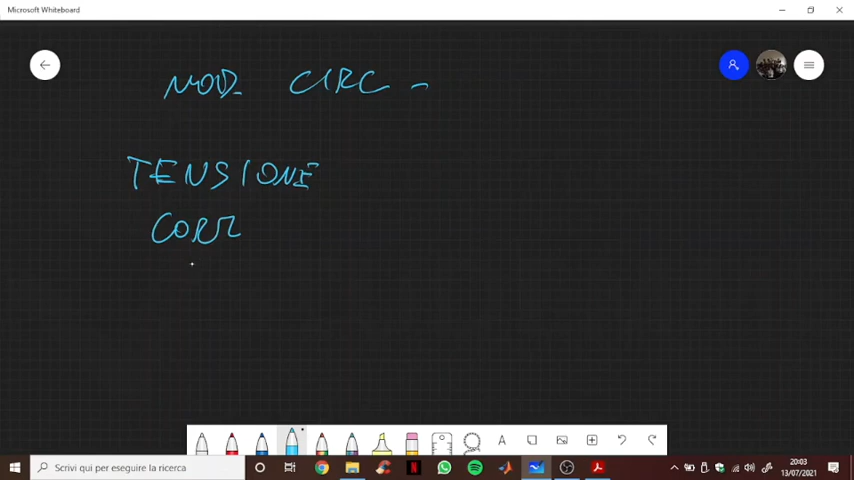 Microsoft Whiteboard
MOD. CIRC -
TENSIONE
CORR
Scrivi qui per eseguire la ricerca
20:03
13/07/2021